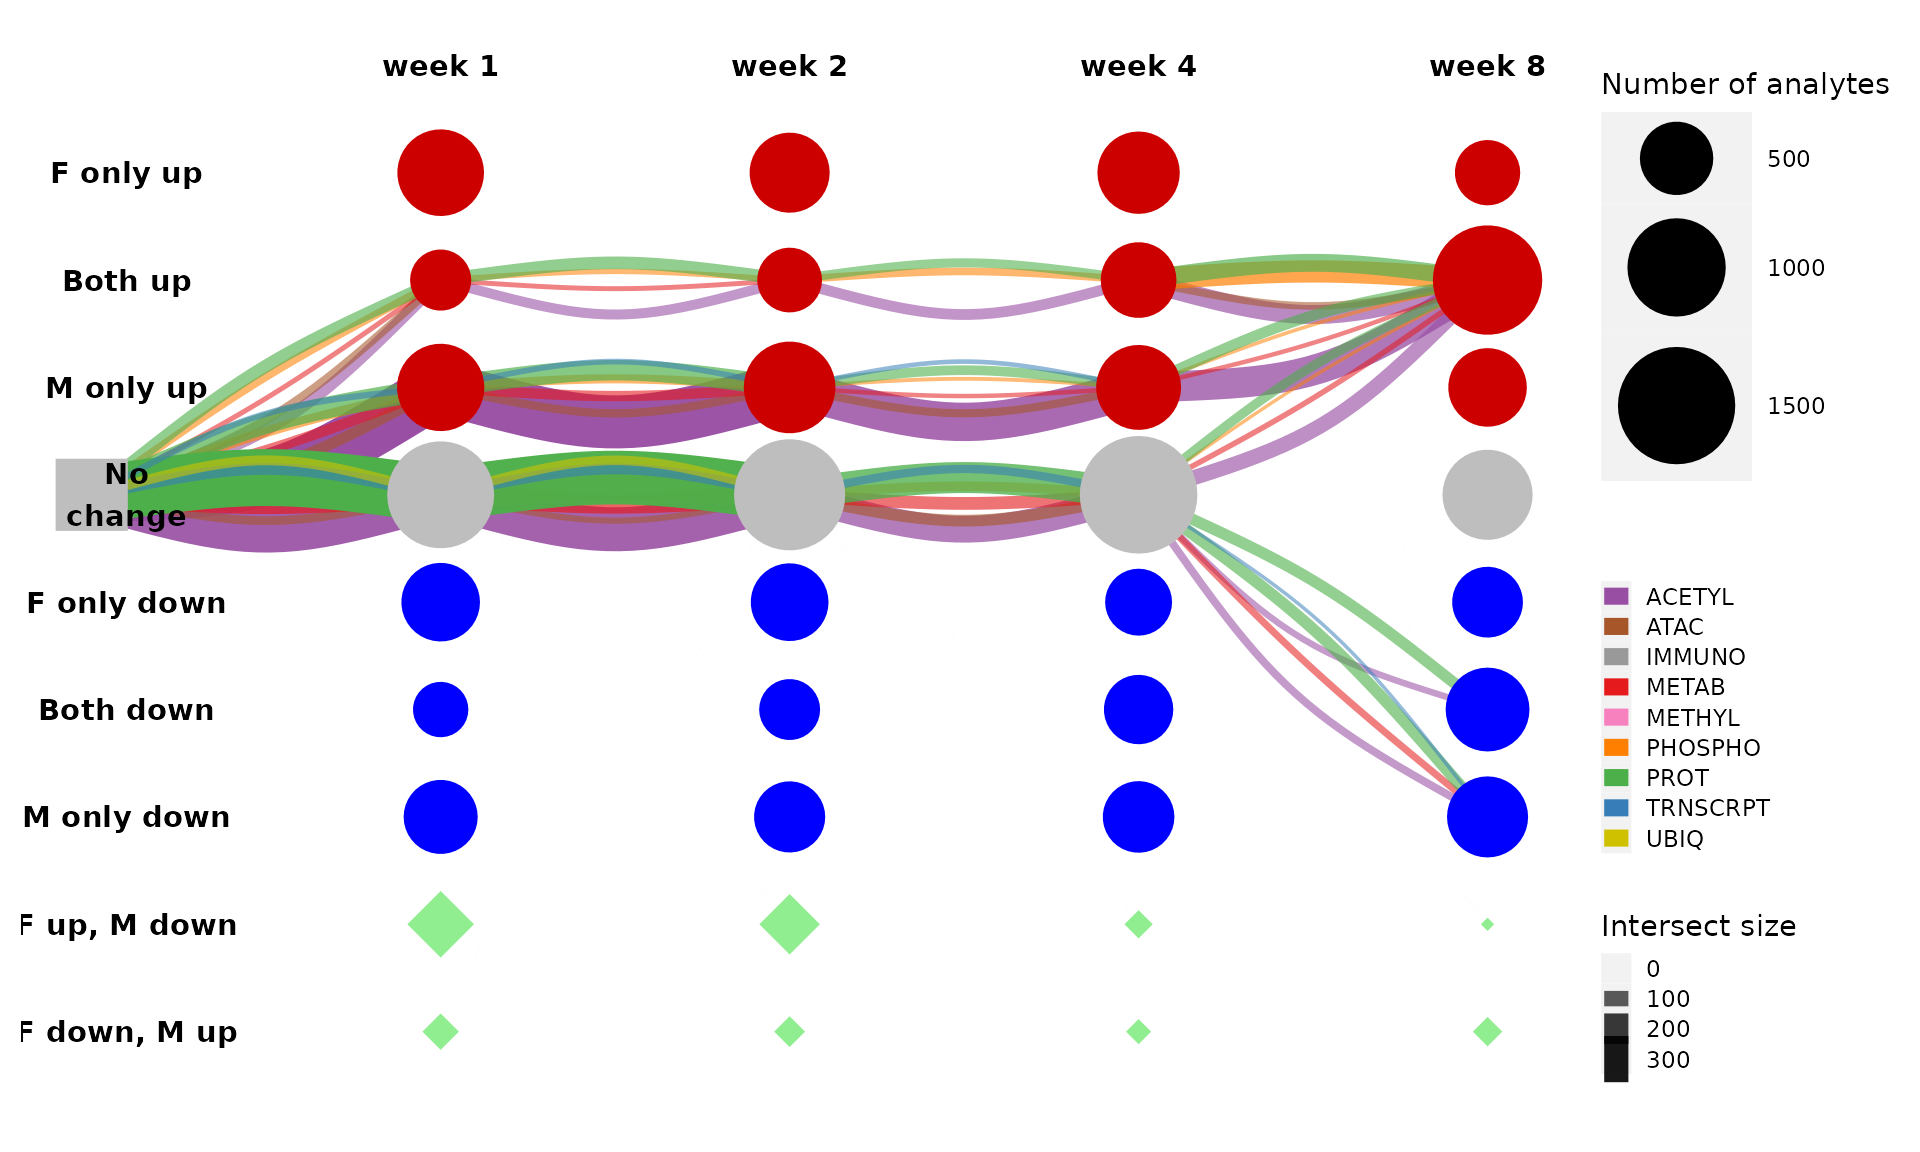 week 1
week 2
week 4
week 8
F only up
Both up
M only up
No
change
F only down
Both down
M only down
F up, M down
F down, M up
Number of analytes
500
1000
1500
ACETYL
ATAC
IMMUNO
METAB
METHYL
PHOSPHO
PROT
TRNSCRPT
UBIQ
Intersect size
0
100
200
300